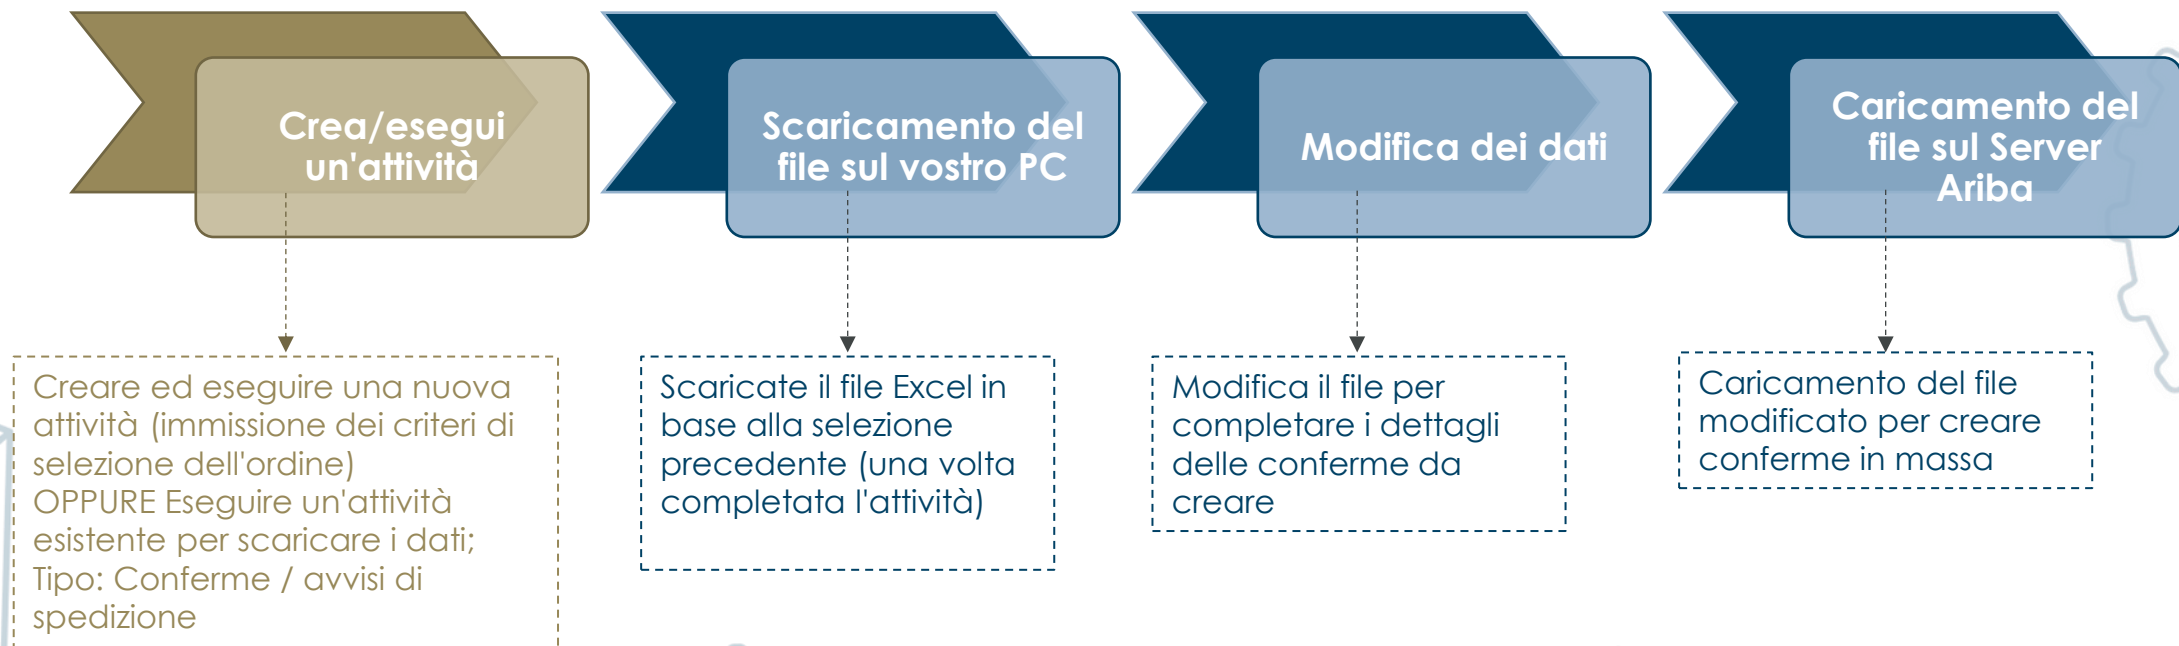 Crea/esegui
un'attività
Scaricamento del
file sul vostro PC
Modifica dei dati
Caricamento del
file sul Server
Ariba
Creare ed eseguire una nuova
attività (immissione dei criteri di
selezione dell'ordine)
OPPURE Eseguire un'attività
esistente per scaricare i dati;
Tipo: Conferme / avvisi di
spedizione
Scaricate il file Excel in
base alla selezione
precedente (una volta
completata l'attività)
Modifica il file per
completare i dettagli
delle conferme da
creare
Caricamento del file
modificato per creare
conferme in massa